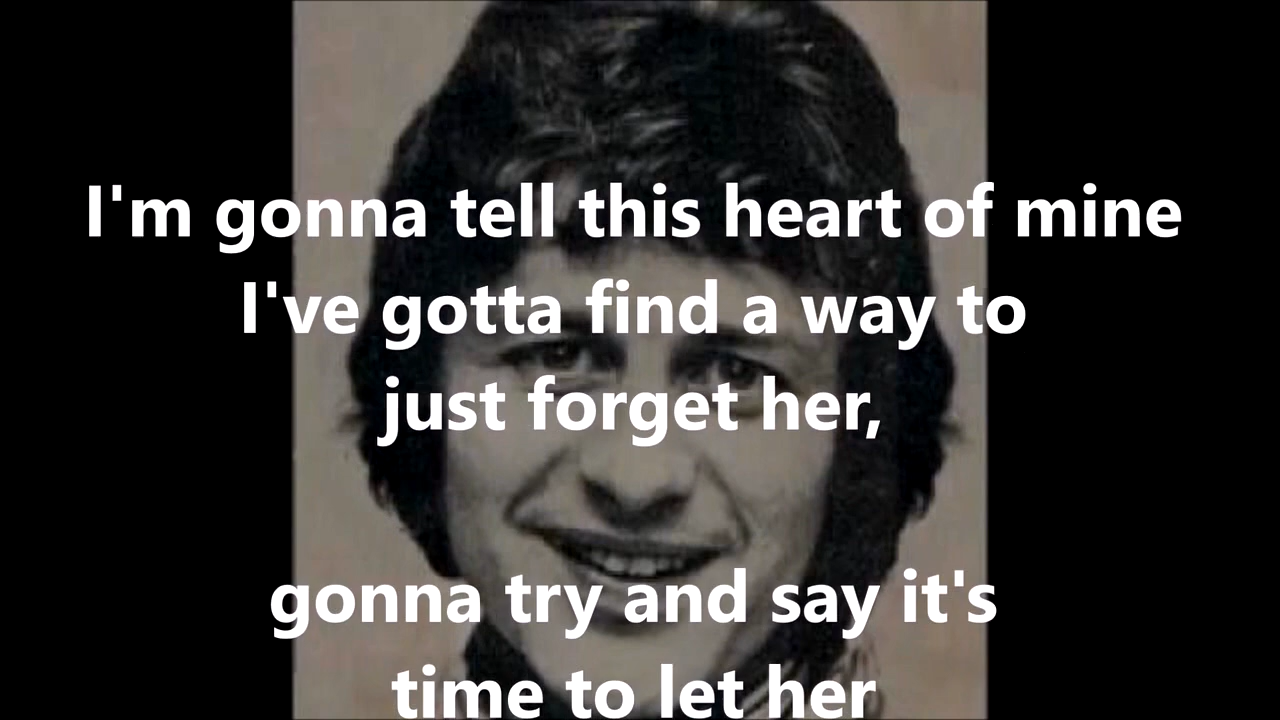 I'm gonna tell this heart of mine
I've gotta find a way to
just forget her,
gonna try and say it's
time to let her